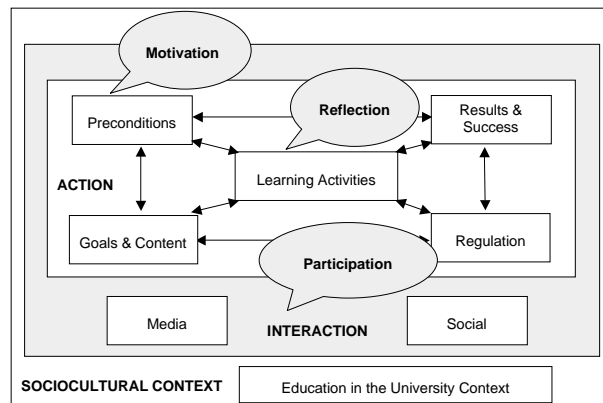 Motivation
Preconditions
Reflection
Results &
Success
Learning Activities
ACTION
Goals & Content
Regulation
Participation
Media
INTERACTION
Social
SOCIOCULTURAL CONTEXT
Education in the University Context